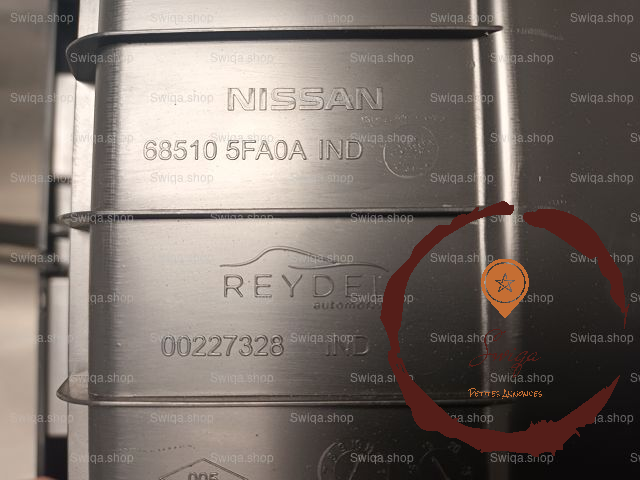 NISSAN
68510 5FA0A IND
REYDEL
automotive
00227328 IND
Swiqa
PETITES ANNONCES
Swiqa.shop